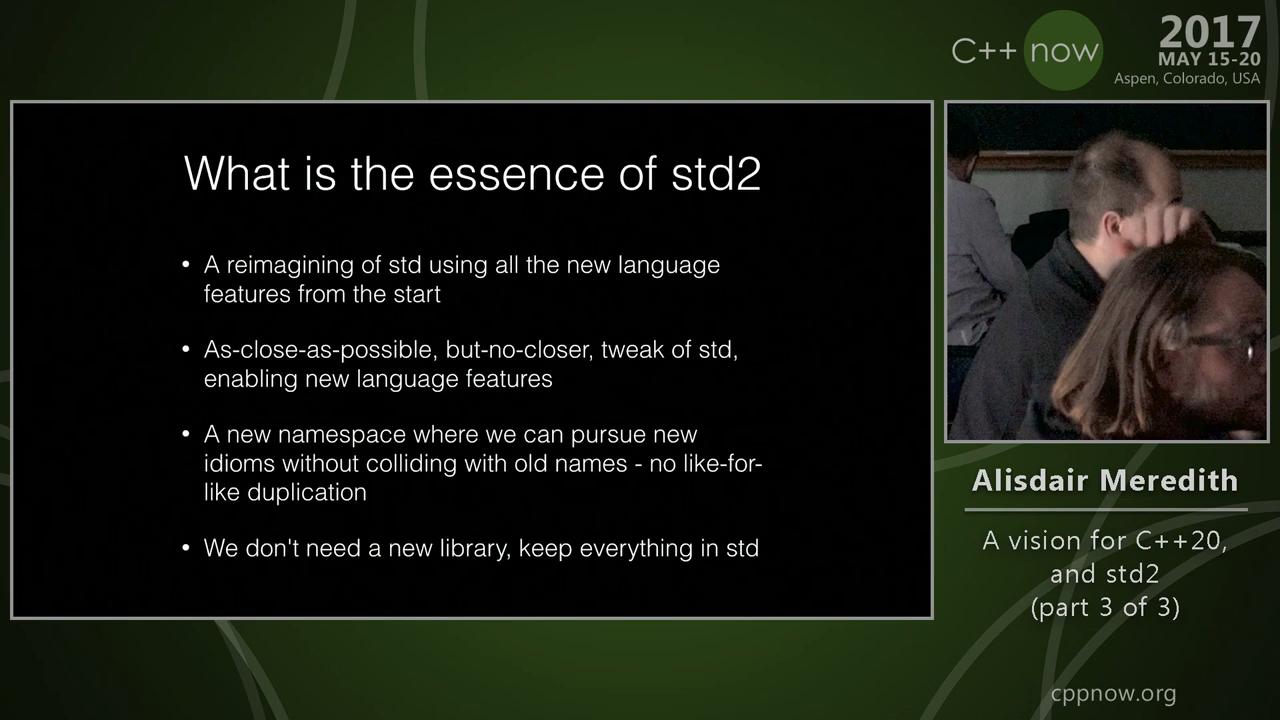 C++ now
2017
MAY 15-20
Aspen, Colorado, USA
What is the essence of std2
• A reimagining of std using all the new language
features from the start
• As-close-as-possible, but-no-closer, tweak of std,
enabling new language features
• A new namespace where we can pursue new
idioms without colliding with old names - no like-for-
like duplication
• We don't need a new library, keep everything in std
Alisdair Meredith
A vision for C++20,
and std2
(part 3 of 3)
cppnow.org